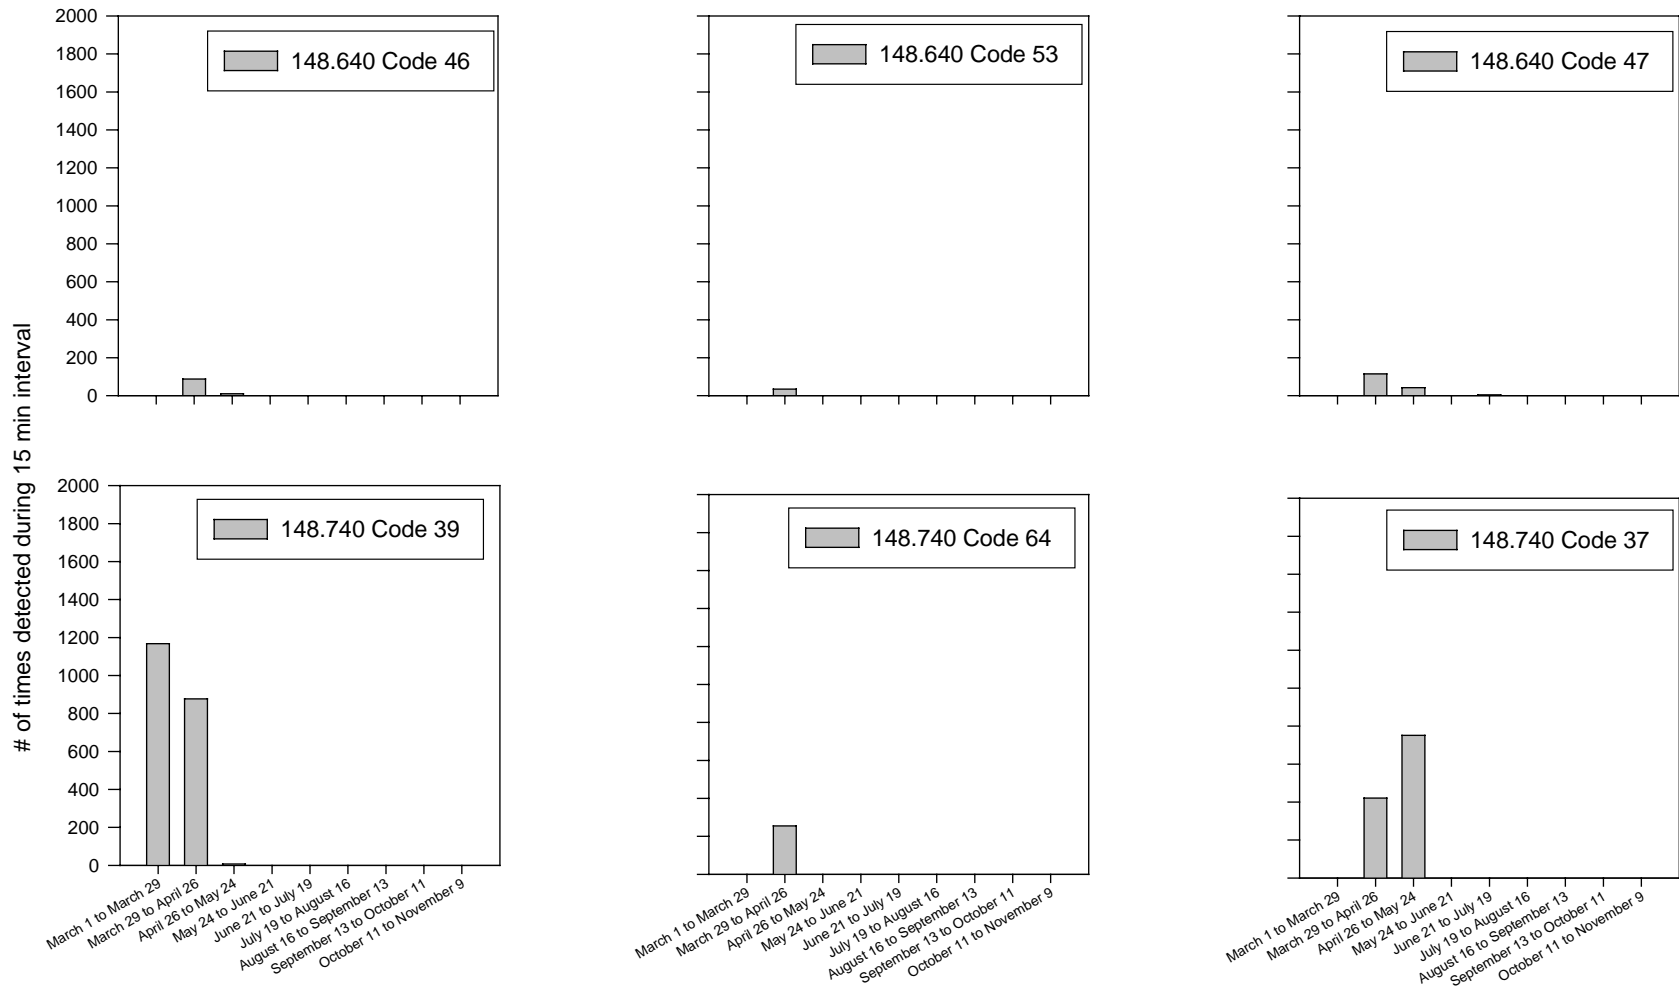 # of times detected during 15 min interval
2000
1800
1600
1400
1200
1000
800
600
400
200
0
148.640 Code 46
148.640 Code 53
148.640 Code 47
2000
1800
1600
1400
1200
1000
800
600
400
200
0
148.740 Code 39
March 1 to March 29
March 29 to April 26
April 26 to May 24
May 24 to June 21
June 21 to July 19
July 19 to August 16
August 16 to September 13
September 13 to October 11
October 11 to November 9
148.740 Code 64
March 1 to March 29
March 29 to April 26
April 26 to May 24
May 24 to June 21
June 21 to July 19
July 19 to August 16
August 16 to September 13
September 13 to October 11
October 11 to November 9
148.740 Code 37
March 1 to March 29
March 29 to April 26
April 26 to May 24
May 24 to June 21
June 21 to July 19
July 19 to August 16
August 16 to September 13
September 13 to October 11
October 11 to November 9